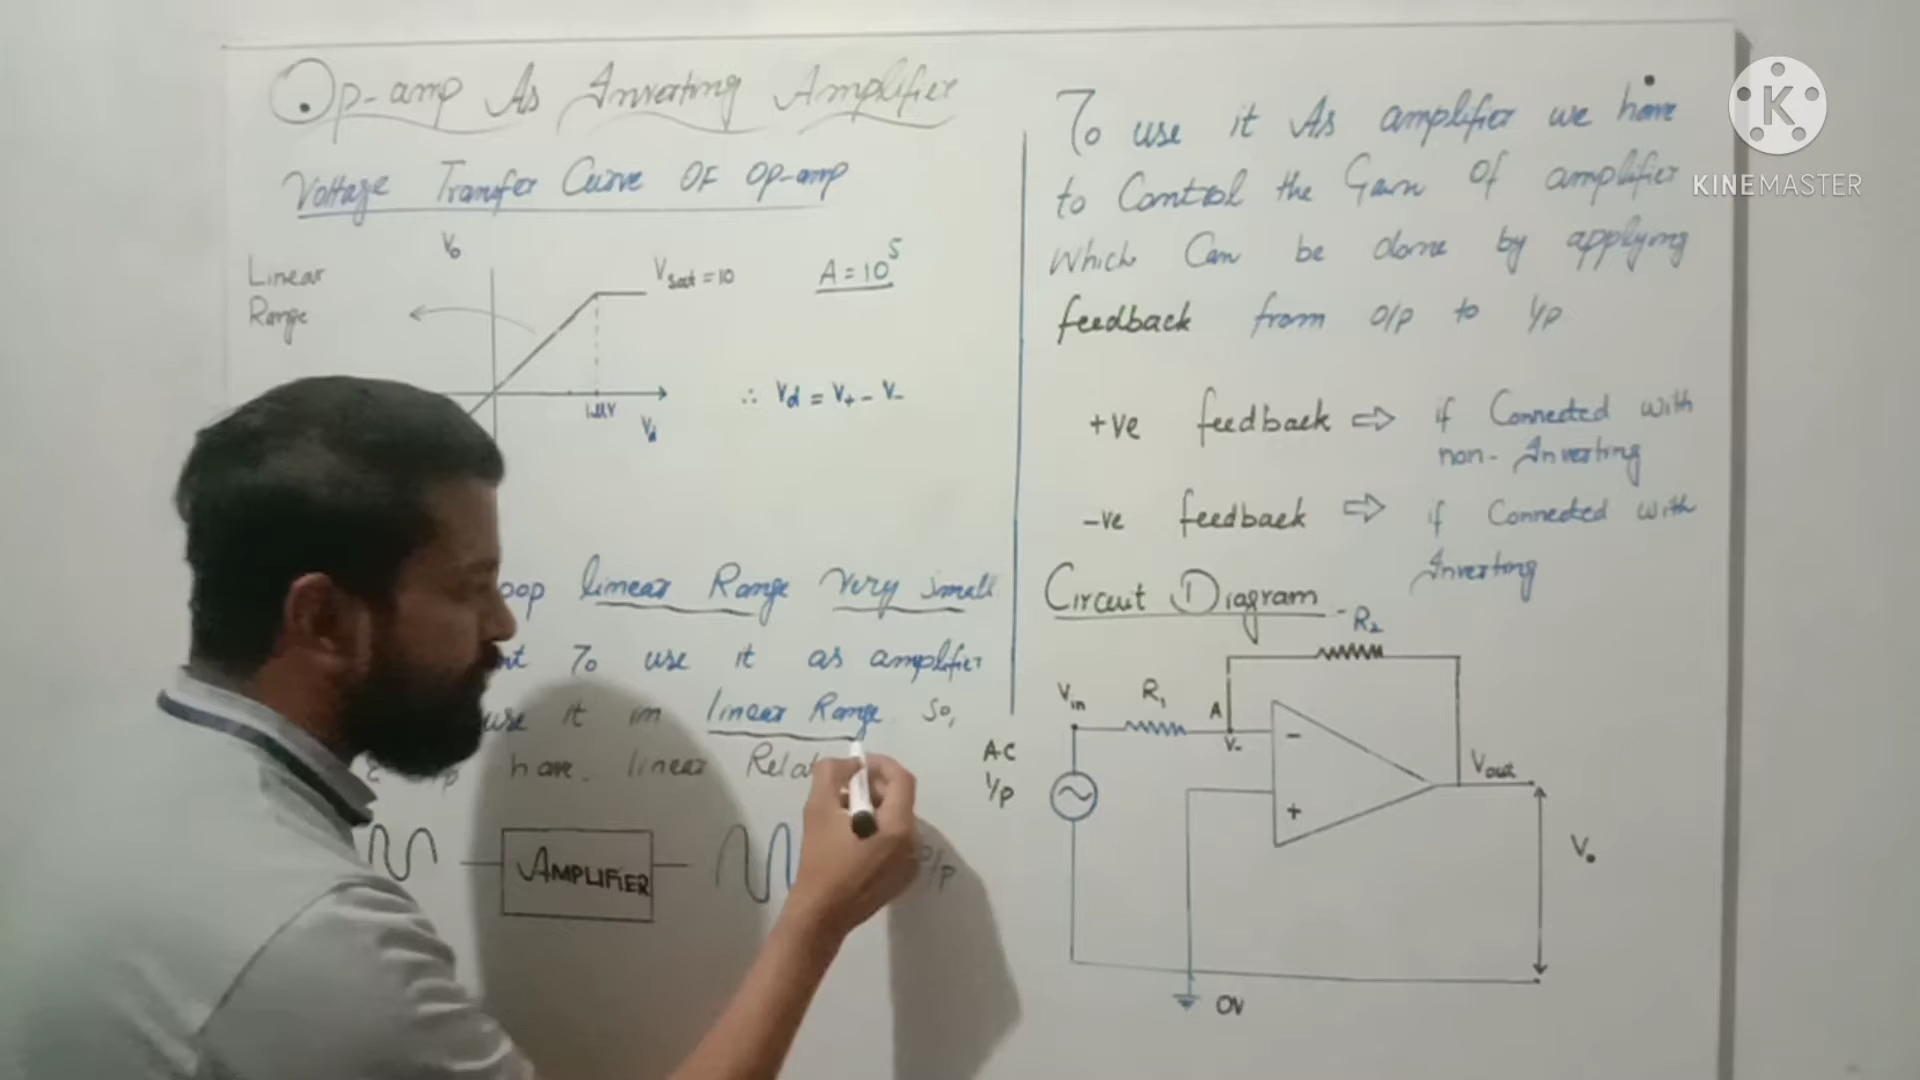 Op-amp As Inverting Amplifier
Voltage Transfer Curve OF Op-amp
Vo
Linear
Range
Vsat = 10
A = 10^5
1μV
Vd
∴ Vd = V+ - V-
linear Range Very small
To use it as amplifier
use it in linear Range So,
have linear
AMPLIFIER
To use it As amplifier we have
to Control the Gain Of amplifier
Which Can be done by applying
feedback from O/P to I/P
+ve feedback ⇨ if Connected with
non-Inverting
-ve feedback ⇨ if Connected with
Inverting
Circuit Diagram
R2
Vin
R1
A
V-
-
+
AC
I/P
Vout
Vo
0V
KINEMASTER